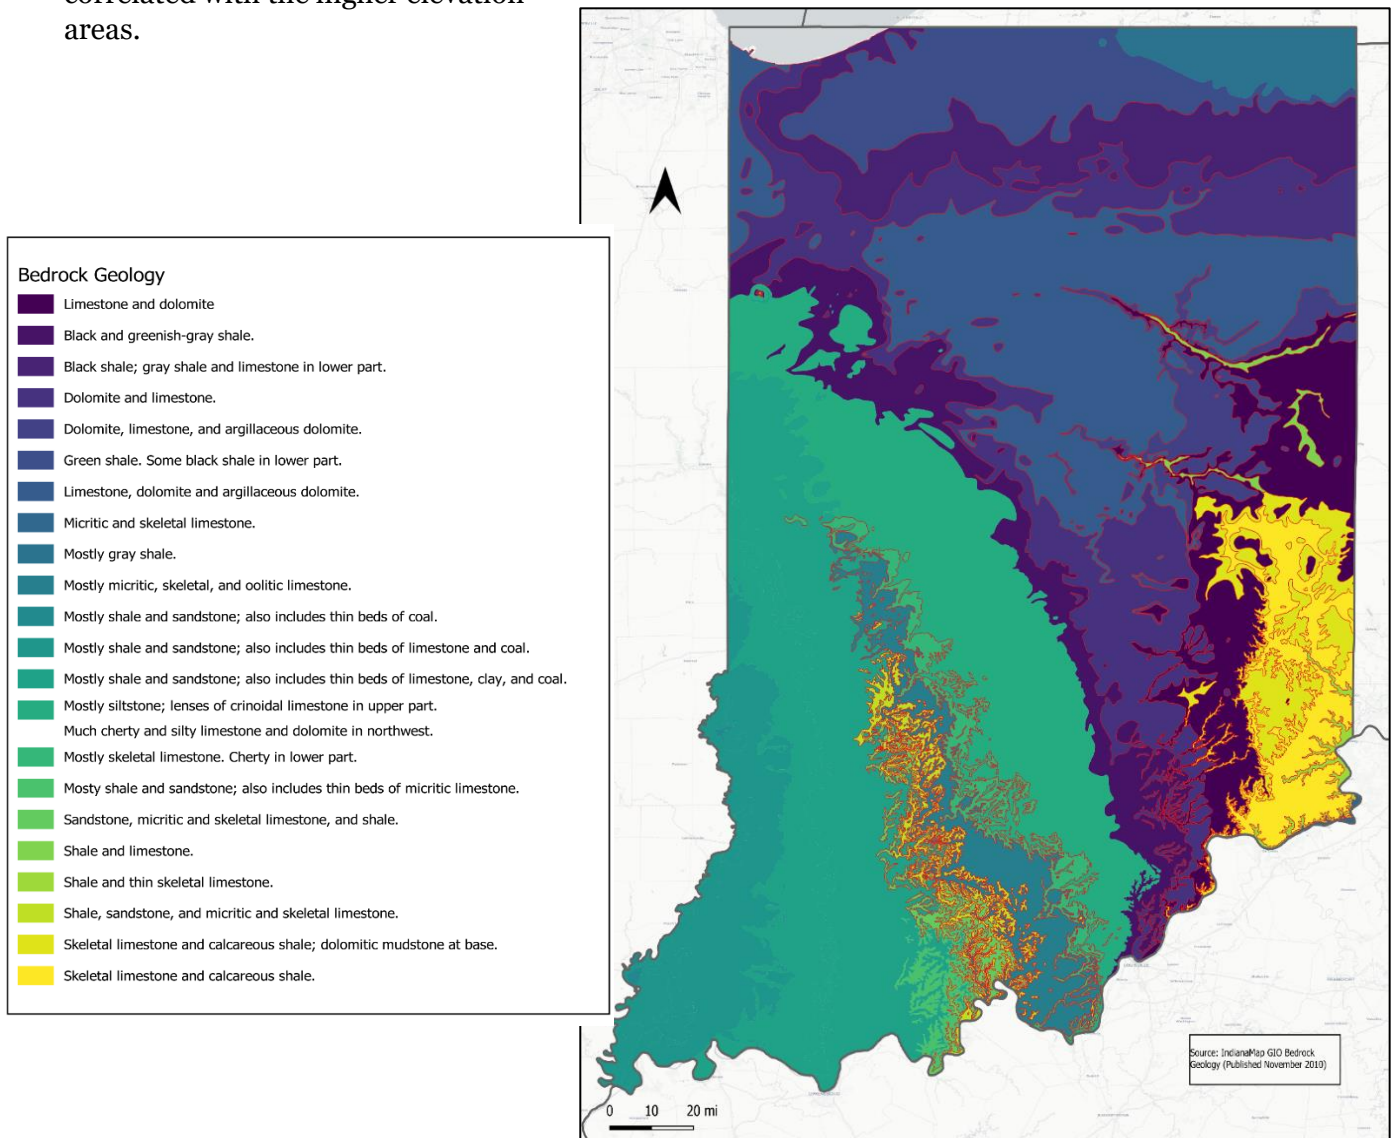 correlated with the higher elevation
areas.
Bedrock Geology
Limestone and dolomite
Black and greenish-gray shale.
Black shale; gray shale and limestone in lower part.
Dolomite and limestone.
Dolomite, limestone, and argillaceous dolomite.
Green shale. Some black shale in lower part.
Limestone, dolomite and argillaceous dolomite.
Micritic and skeletal limestone.
Mostly gray shale.
Mostly micritic, skeletal, and oolitic limestone.
Mostly shale and sandstone; also includes thin beds of coal.
Mostly shale and sandstone; also includes thin beds of limestone and coal.
Mostly shale and sandstone; also includes thin beds of limestone, clay, and coal.
Mostly siltstone; lenses of crinoidal limestone in upper part.
Much cherty and silty limestone and dolomite in northwest.
Mostly skeletal limestone. Cherty in lower part.
Mosty shale and sandstone; also includes thin beds of micritic limestone.
Sandstone, micritic and skeletal limestone, and shale.
Shale and limestone.
Shale and thin skeletal limestone.
Shale, sandstone, and micritic and skeletal limestone.
Skeletal limestone and calcareous shale; dolomitic mudstone at base.
Skeletal limestone and calcareous shale.
Source: IndianaMap GIO Bedrock
Geology (Published November 2010)
0 10 20 mi